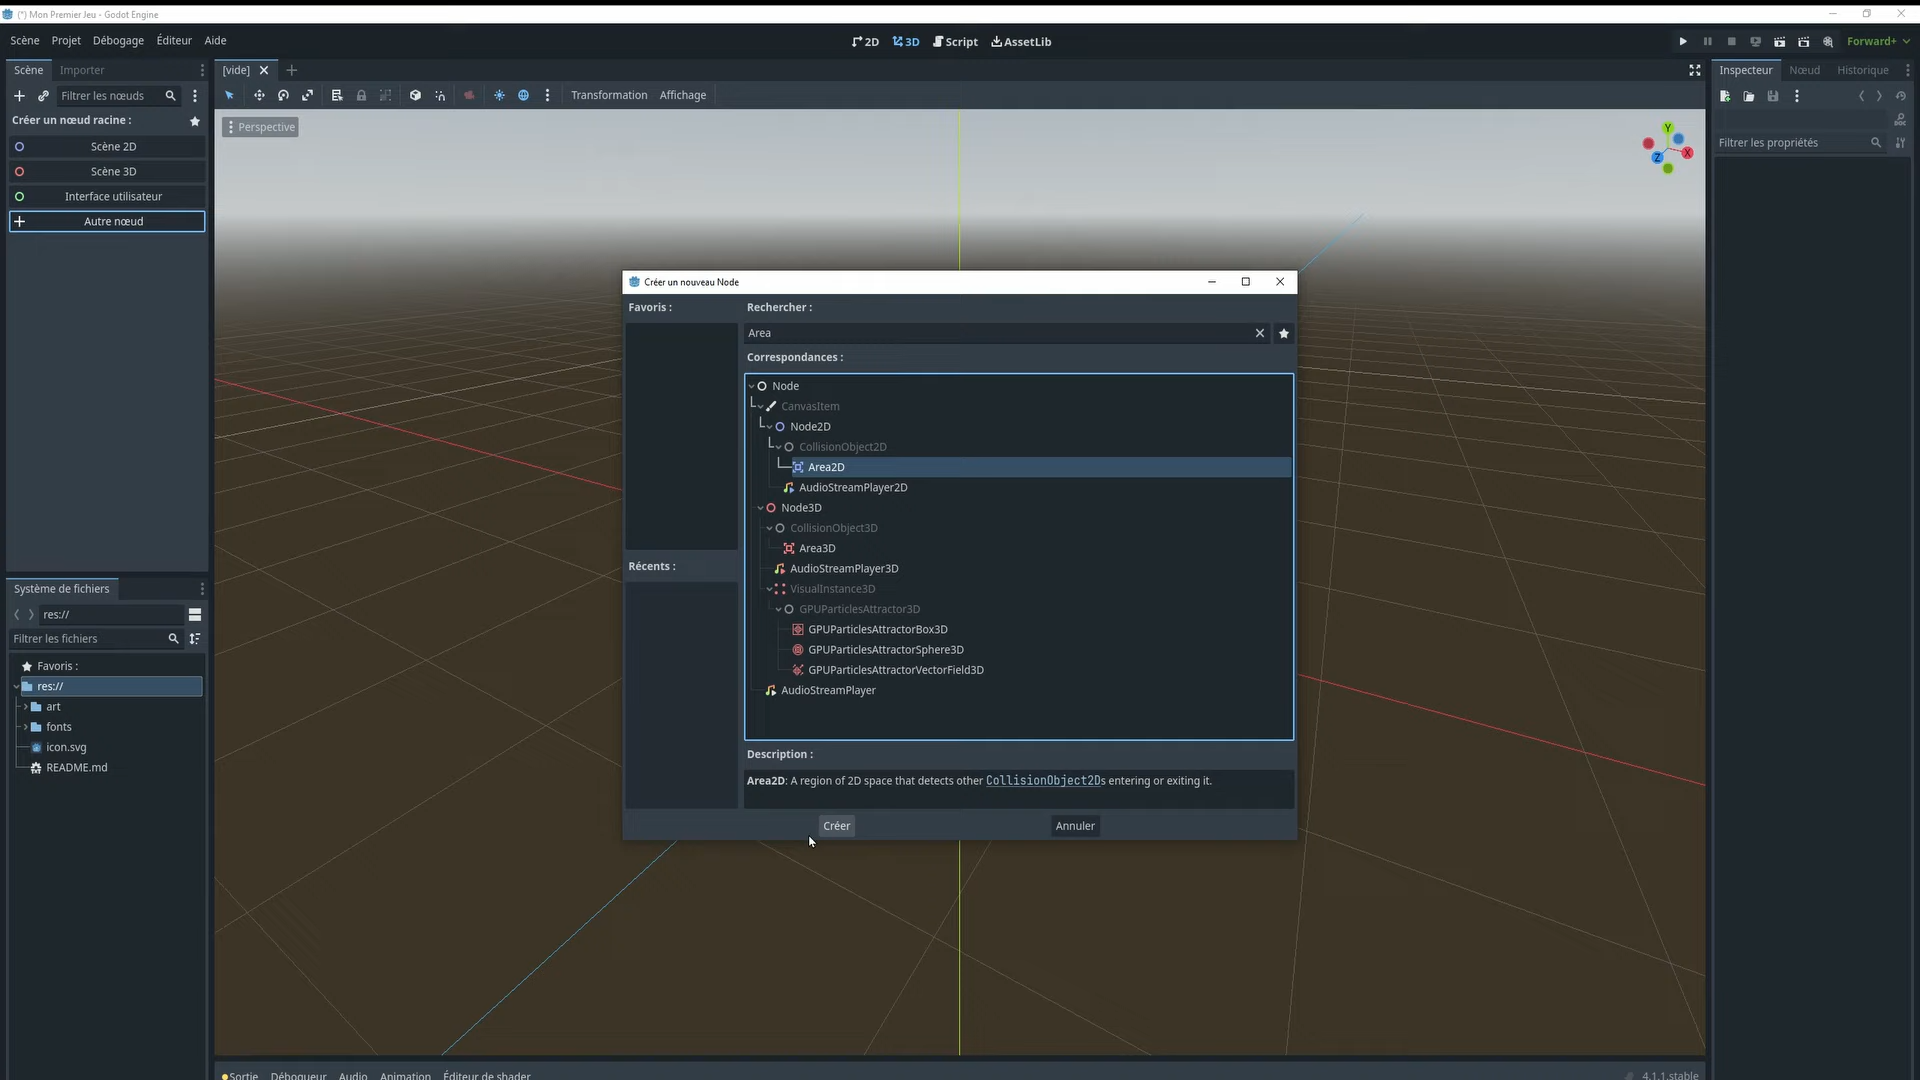 (*) Mon Premier Jeu - Godot Engine
Scène Projet Débogage Éditeur Aide
2D 3D Script AssetLib
Forward+
Scène Importer
[vide]
Inspecteur Nœud Historique
Filtrer les nœuds
Transformation Affichage
Créer un nœud racine :
Perspective
Y
X
Z
Filtrer les propriétés
Scène 2D
Scène 3D
Interface utilisateur
Autre nœud
Créer un nouveau Node
Favoris :
Rechercher :
Area
Correspondances :
Node
CanvasItem
Node2D
CollisionObject2D
Area2D
AudioStreamPlayer2D
Node3D
CollisionObject3D
Area3D
AudioStreamPlayer3D
VisualInstance3D
GPUParticlesAttractor3D
GPUParticlesAttractorBox3D
GPUParticlesAttractorSphere3D
GPUParticlesAttractorVectorField3D
AudioStreamPlayer
Récents :
Description :
Area2D: A region of 2D space that detects other CollisionObject2Ds entering or exiting it.
Créer Annuler
Système de fichiers
res://
Filtrer les fichiers
Favoris :
res://
art
fonts
icon.svg
README.md
Sortie Débogueur Audio Animation Éditeur de shader
4.1.1.stable